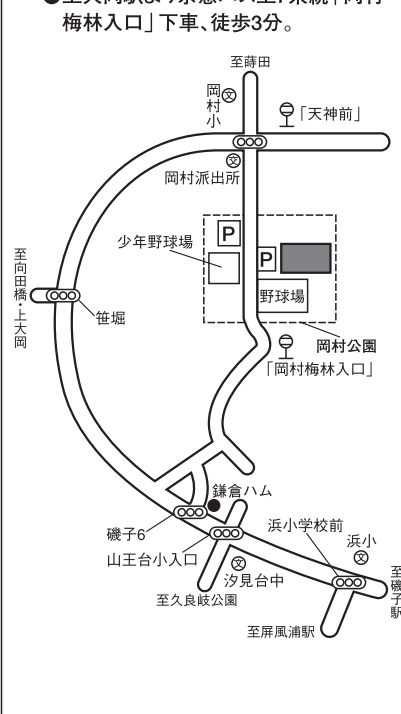 梅林入口」下車、徒歩3分。
至蒔田
岡村小
文
「天神前」
文
岡村派出所
P
少年野球場
P
野球場
至向田橋・上大岡
笹堀
岡村公園
「岡村梅林入口」
鎌倉ハム
磯子6
浜小学校前
浜小
文
山王台小入口
文
汐見台中
至久良岐公園
至磯子駅
至屏風浦駅